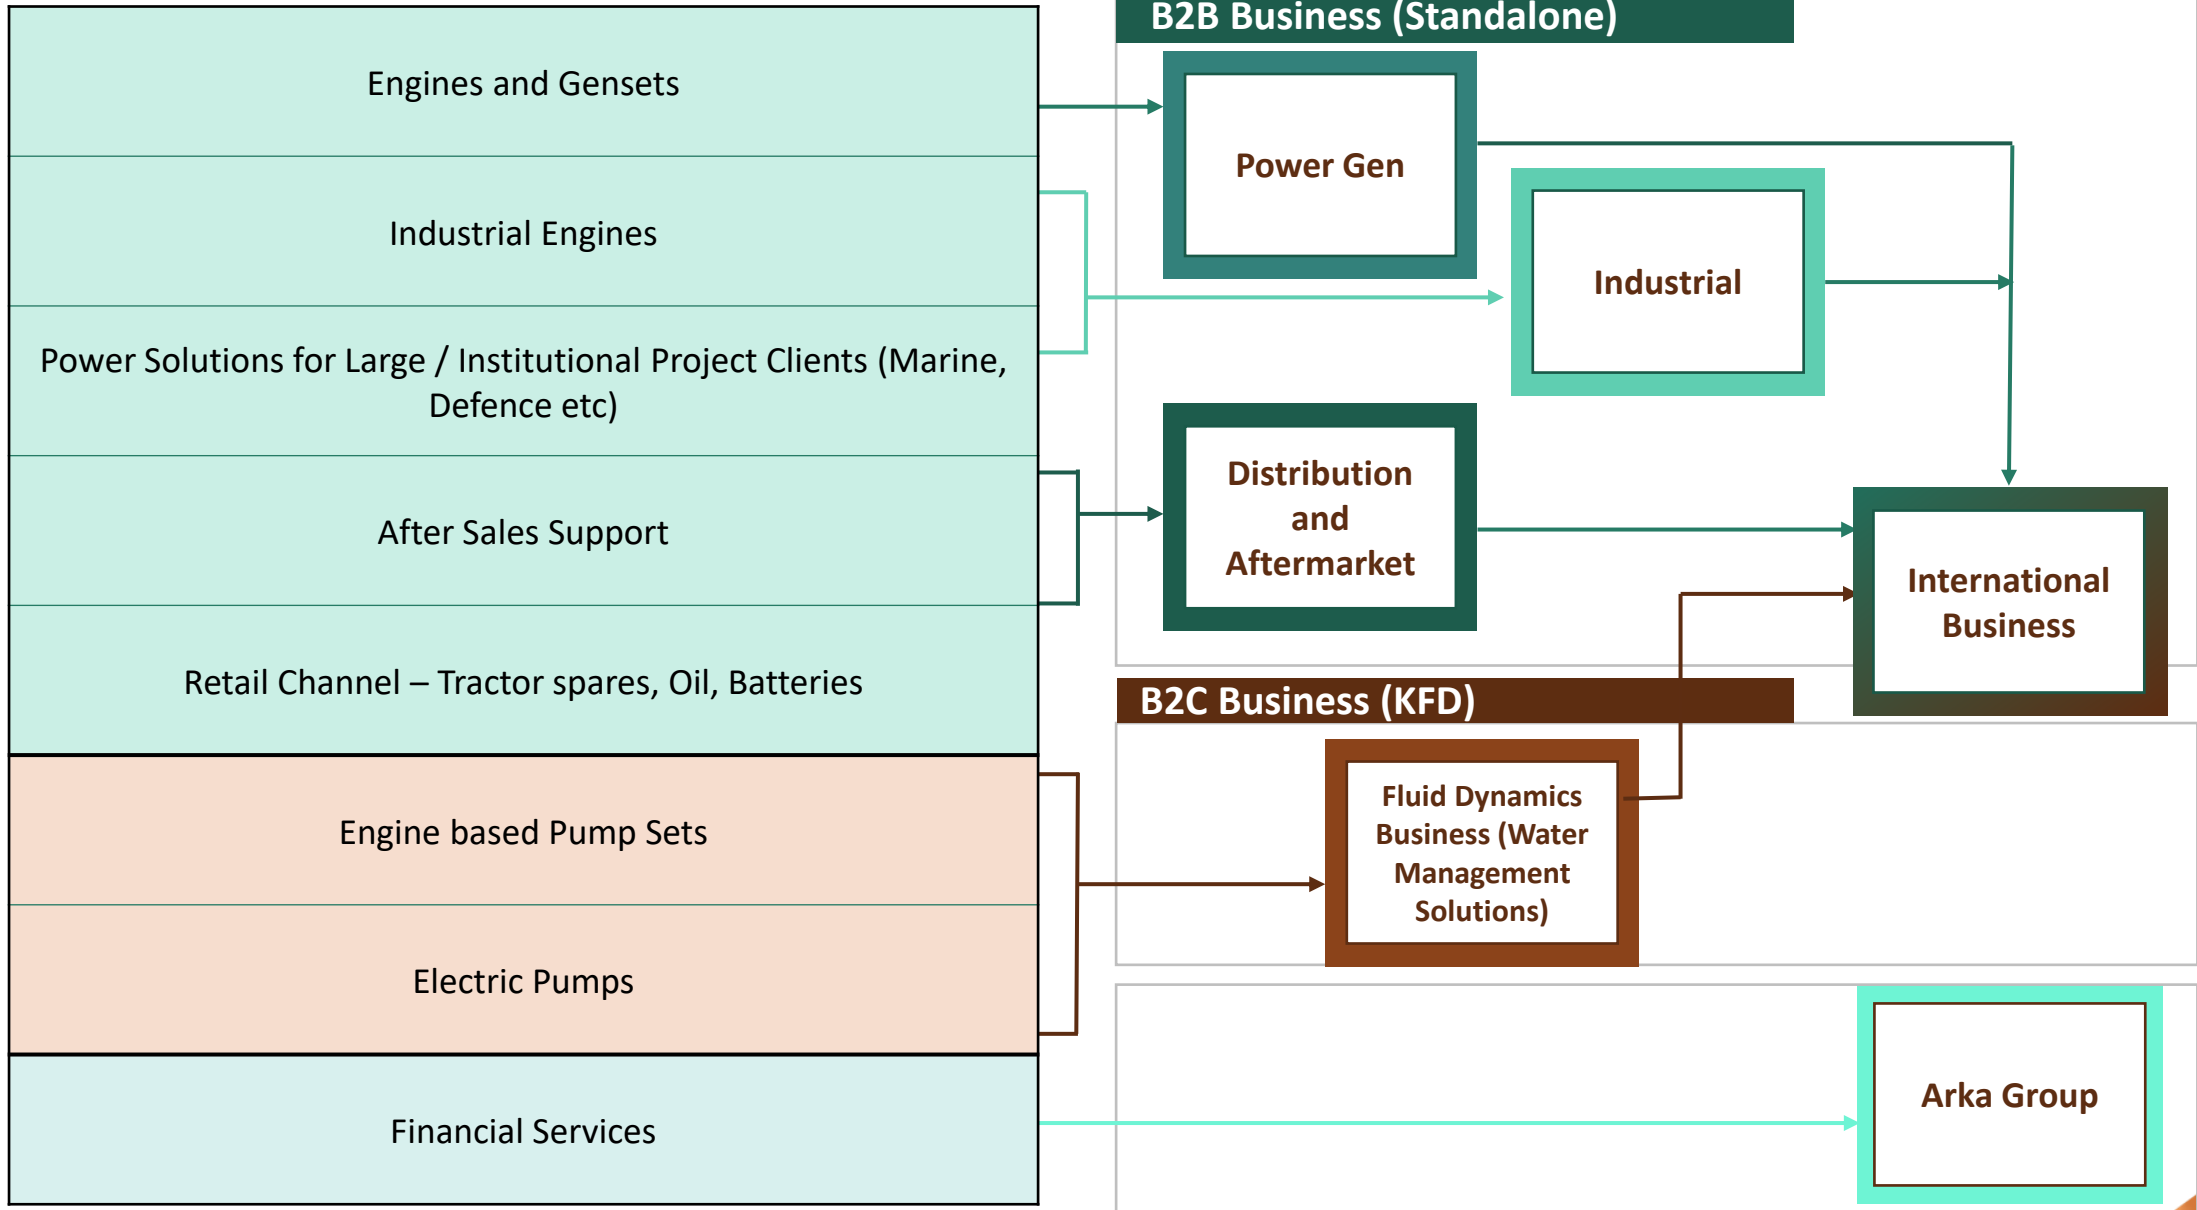 Engines and Gensets
Industrial Engines
Power Solutions for Large / Institutional Project Clients (Marine,
Defence etc)
After Sales Support
Retail Channel – Tractor spares, Oil, Batteries
Engine based Pump Sets
Electric Pumps
Financial Services
B2B Business (Standalone)
Power Gen
Industrial
Distribution
and
Aftermarket
International
Business
B2C Business (KFD)
Fluid Dynamics
Business (Water
Management
Solutions)
Arka Group